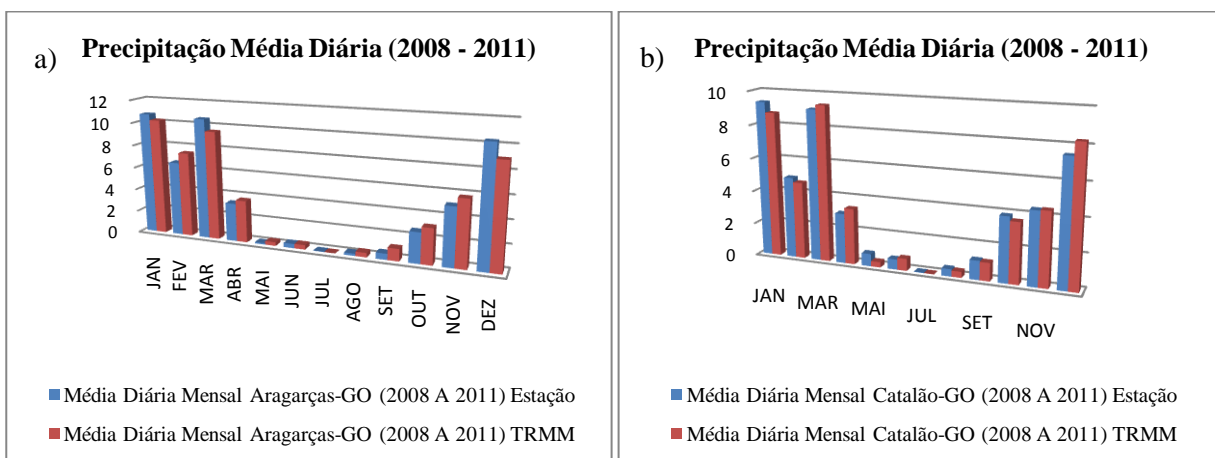 a) Precipitação Média Diária (2008 - 2011)
12
10
8
6
4
2
0
JAN
FEV
MAR
ABR
MAI
JUN
JUL
AGO
SET
OUT
NOV
DEZ
Média Diária Mensal Aragarças-GO (2008 A 2011) Estação
Média Diária Mensal Aragarças-GO (2008 A 2011) TRMM
b) Precipitação Média Diária (2008 - 2011)
10
8
6
4
2
0
JAN
MAR
MAI
JUL
SET
NOV
Média Diária Mensal Catalão-GO (2008 A 2011) Estação
Média Diária Mensal Catalão-GO (2008 A 2011) TRMM